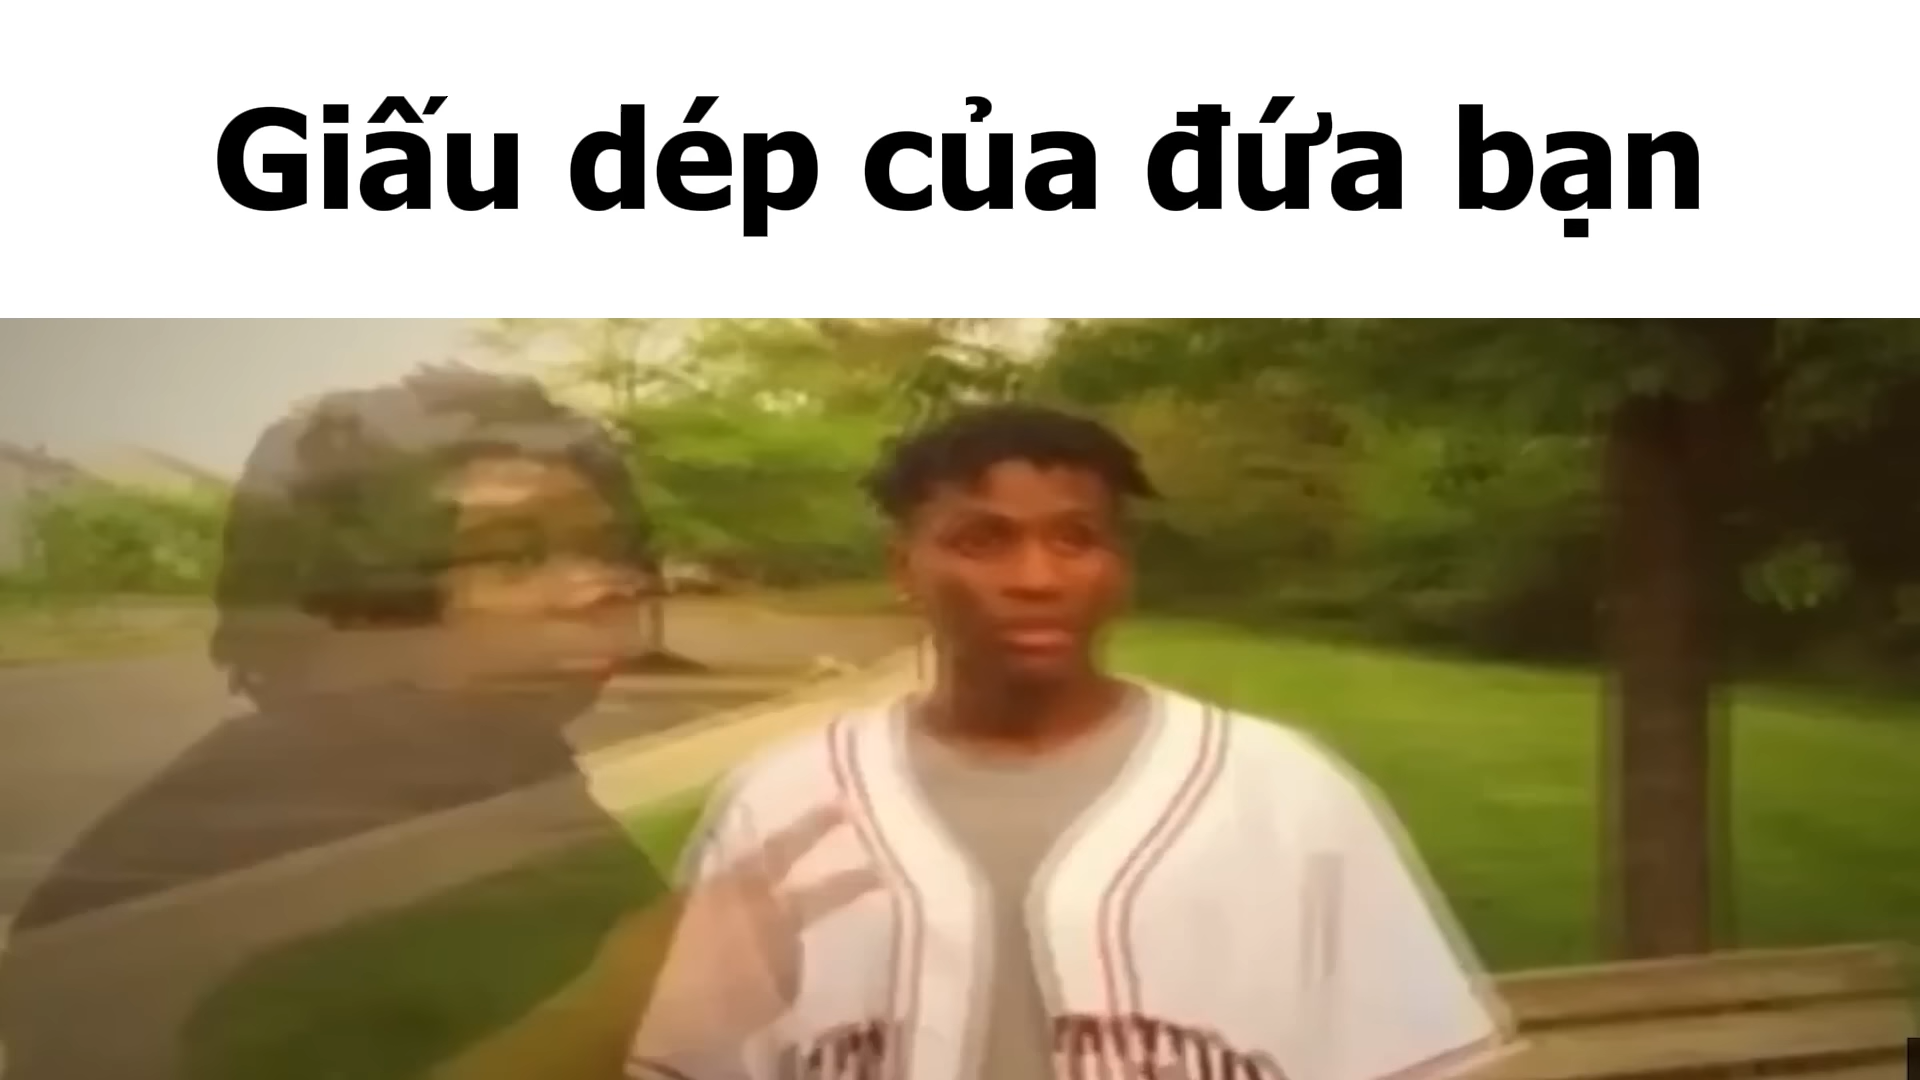 Giấu dép của đứa bạn